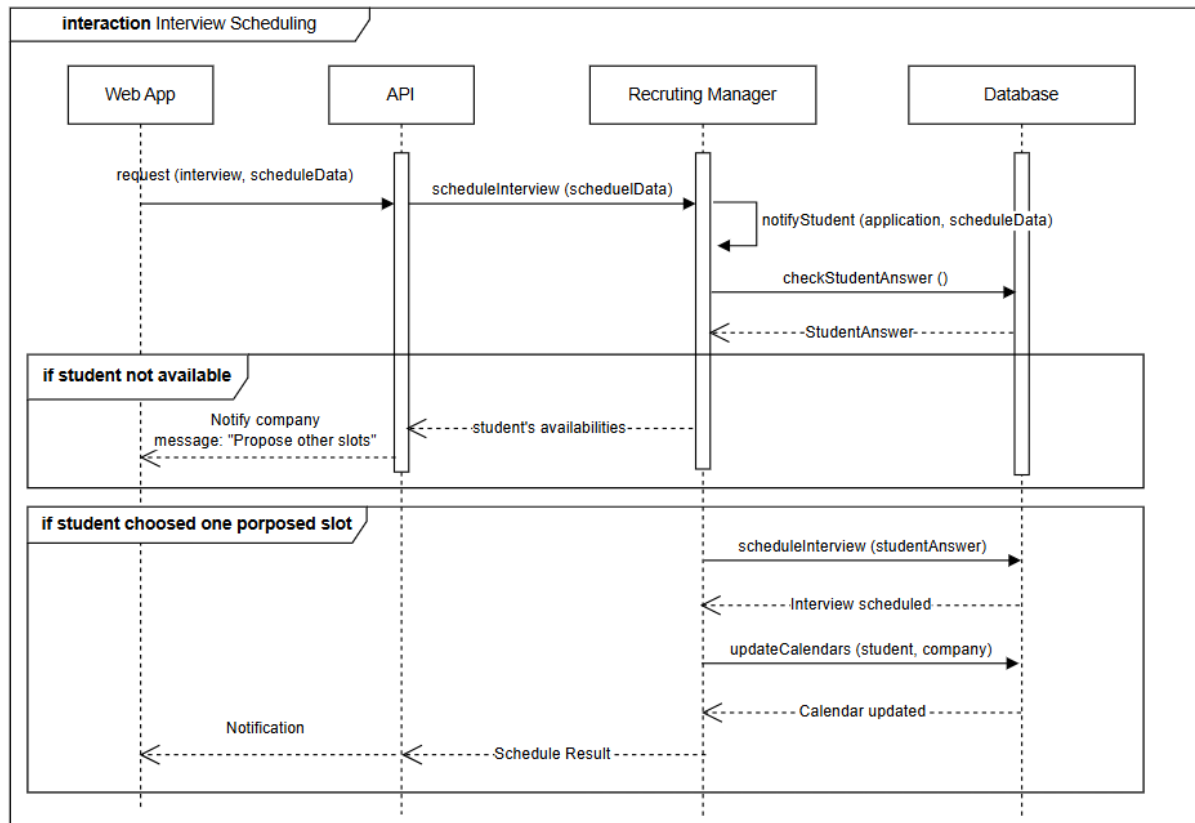 interaction Interview Scheduling
Web App
API
Recruting Manager
Database
request (interview, scheduleData)
scheduleInterview (scheduelData)
notifyStudent (application, scheduleData)
checkStudentAnswer ()
StudentAnswer
if student not available
Notify company
message: "Propose other slots"
student's availabilities
if student choosed one porposed slot
scheduleInterview (studentAnswer)
Interview scheduled
updateCalendars (student, company)
Calendar updated
Notification
Schedule Result